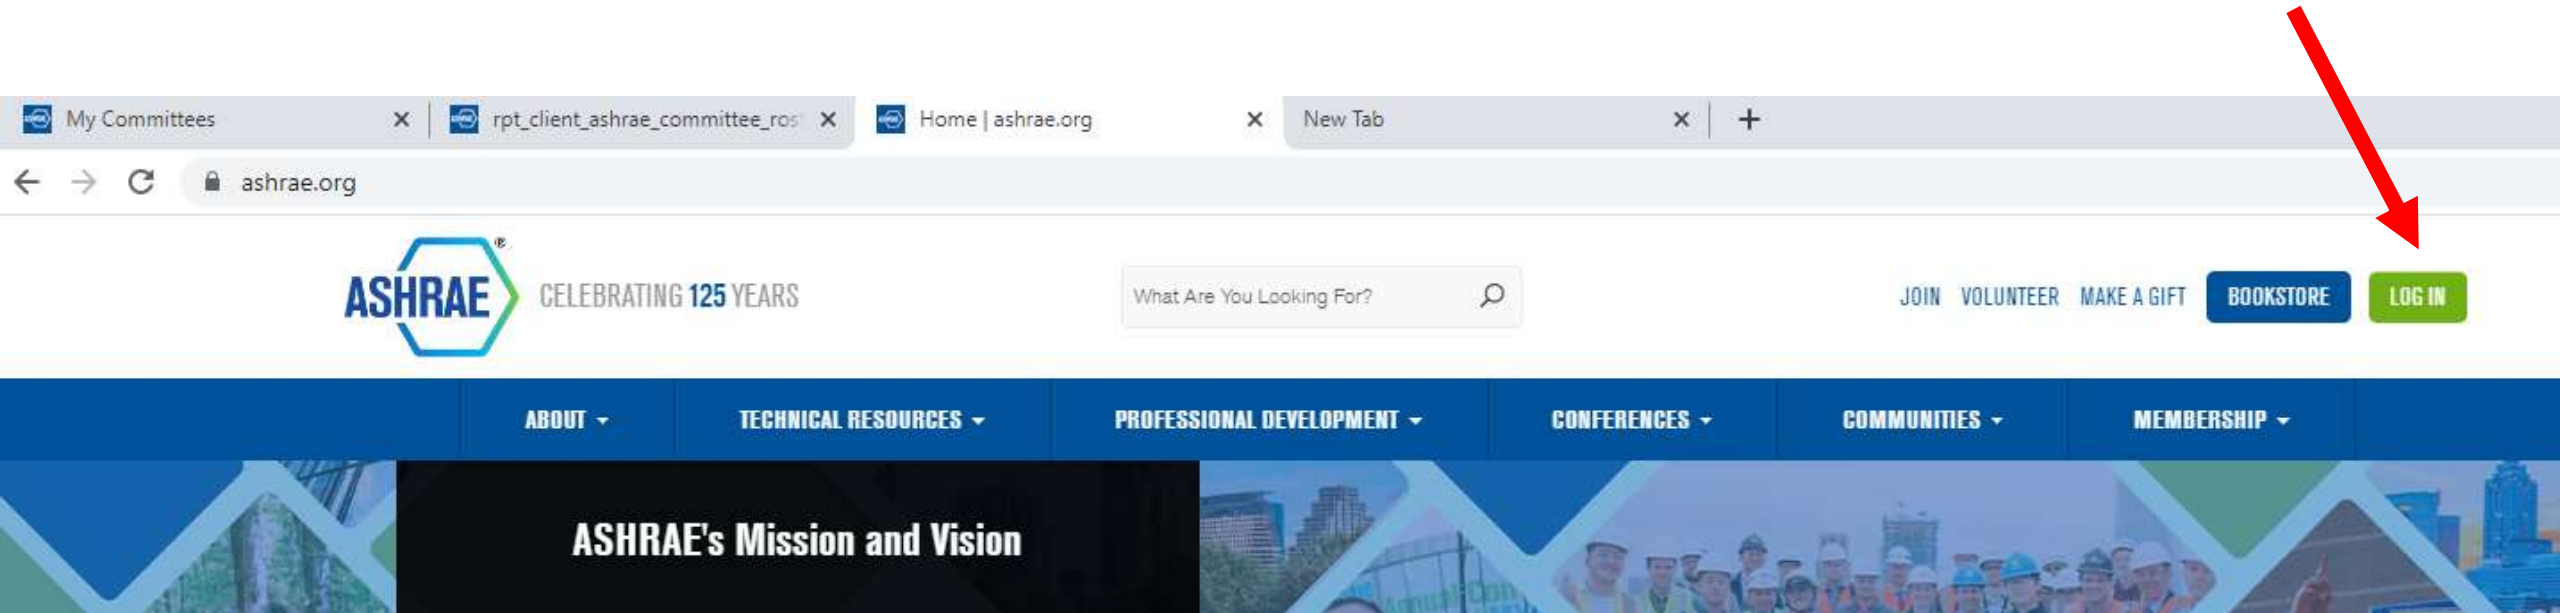 My Committees
rpt_client_ashrae_committee_ros
Home | ashrae.org
New Tab
ashrae.org
ASHRAE®
CELEBRATING 125 YEARS
What Are You Looking For?
JOIN VOLUNTEER MAKE A GIFT BOOKSTORE LOG IN
ABOUT TECHNICAL RESOURCES PROFESSIONAL DEVELOPMENT CONFERENCES COMMUNITIES MEMBERSHIP
ASHRAE's Mission and Vision